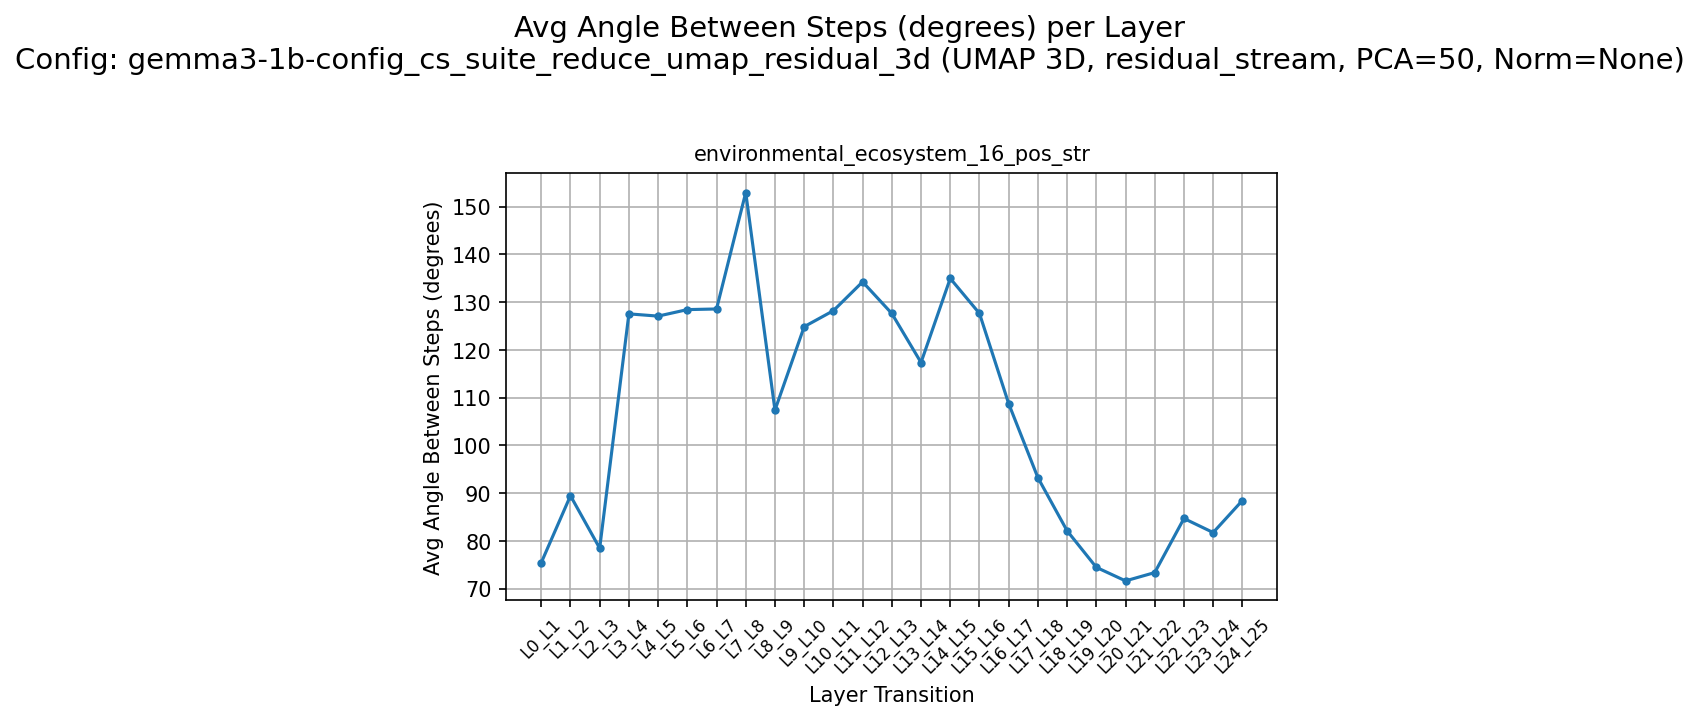 Avg Angle Between Steps (degrees) per Layer
Config: gemma3-1b-config_cs_suite_reduce_umap_residual_3d (UMAP 3D, residual_stream, PCA=50, Norm=None)
environmental_ecosystem_16_pos_str
Avg Angle Between Steps (degrees)
150
140
130
120
110
100
90
80
70
L0_L1
L1_L2
L2_L3
L3_L4
L4_L5
L5_L6
L6_L7
L7_L8
L8_L9
L9_L10
L10_L11
L11_L12
L12_L13
L13_L14
L14_L15
L15_L16
L16_L17
L17_L18
L18_L19
L19_L20
L20_L21
L21_L22
L22_L23
L23_L24
L24_L25
Layer Transition